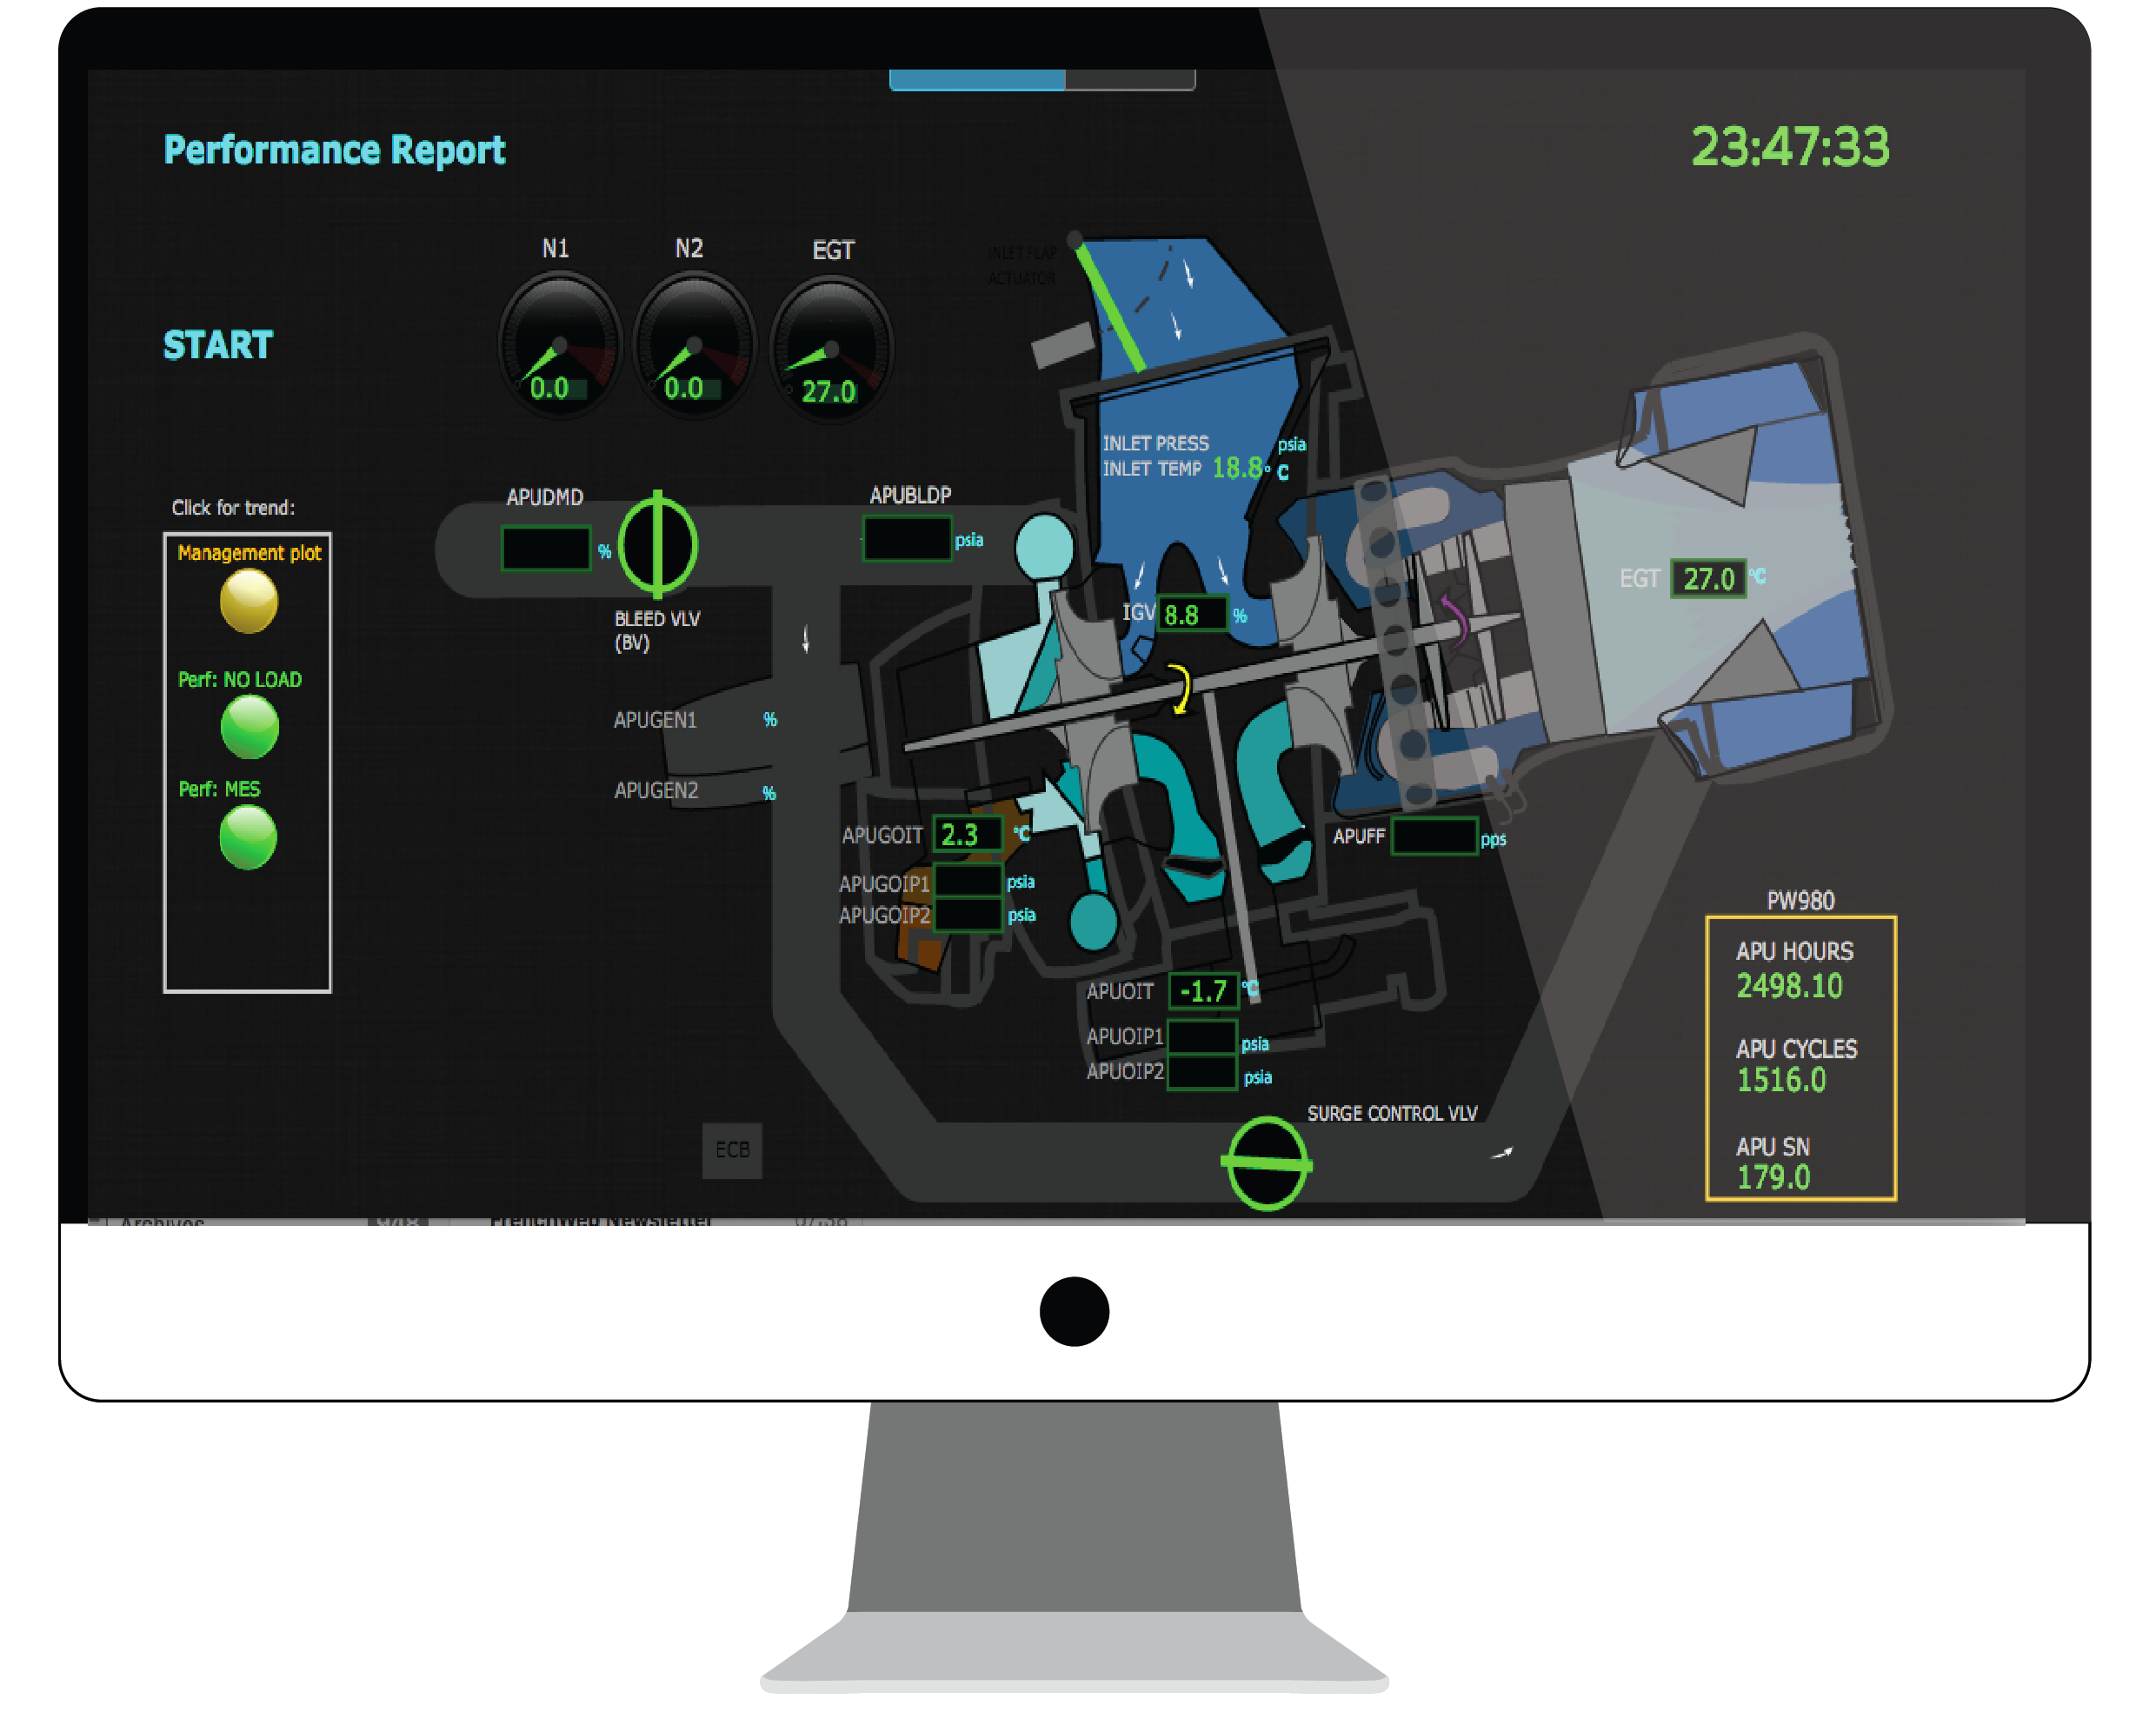 Performance Report
23:47:33
N1
N2
EGT
INLET FLAP
ACTUATOR
START
0.0
0.0
27.0
INLET PRESS psia
INLET TEMP 18.8° C
Click for trend:
APUDMD
%
APUBLDP
psia
Management plot
EGT 27.0 °C
IGV 8.8 %
BLEED VLV
(BV)
Perf: NO LOAD
APUGEN1 %
Perf: MES
APUGEN2 %
APUGOIT 2.3 °C
APUFF pps
APUGOIP1 psia
APUGOIP2 psia
PW980
APU HOURS
2498.10
APUOIT -1.7 °C
APUOIP1 psia
APUOIP2 psia
APU CYCLES
1516.0
SURGE CONTROL VLV
ECB
APU SN
179.0
Archives
FrenchWeb Newsletter